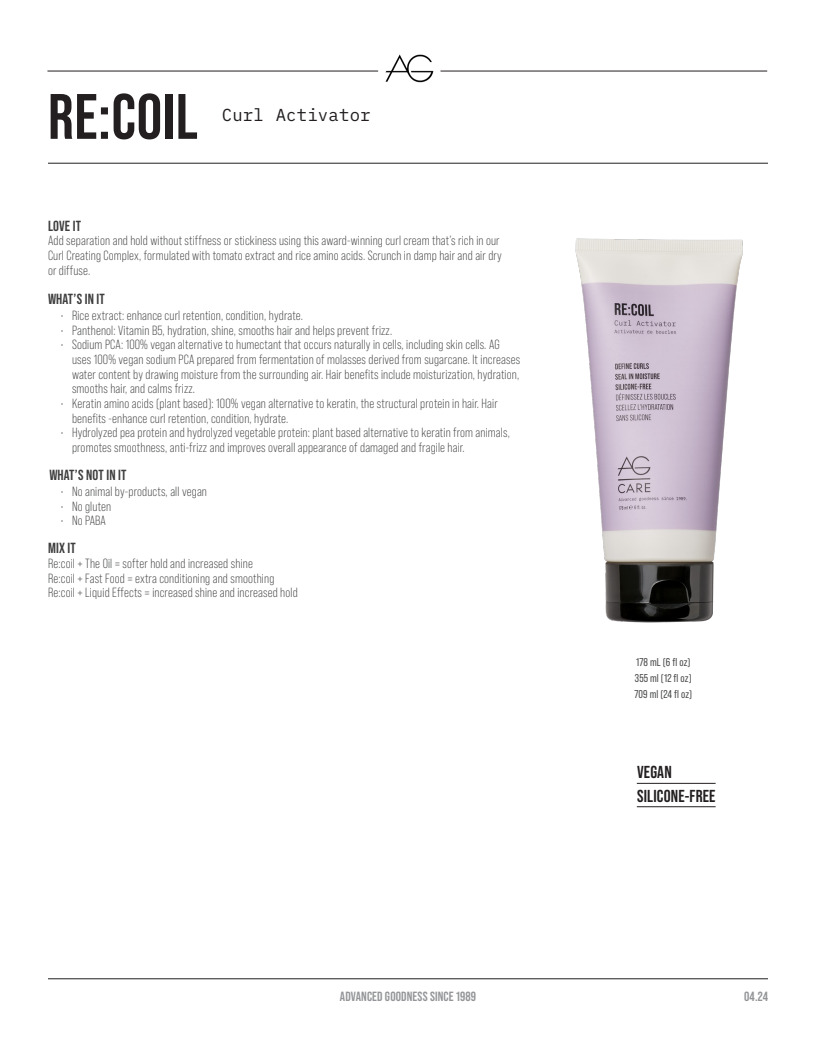 AG
RE:COIL Curl Activator
LOVE IT
Add separation and hold without stiffness or stickiness using this award-winning curl cream that's rich in our
Curl Creating Complex, formulated with tomato extract and rice amino acids. Scrunch in damp hair and air dry
or diffuse.
WHAT'S IN IT
· Rice extract: enhance curl retention, condition, hydrate.
· Panthenol: Vitamin B5, hydration, shine, smooths hair and helps prevent frizz.
· Sodium PCA: 100% vegan alternative to humectant that occurs naturally in cells, including skin cells. AG
uses 100% vegan sodium PCA prepared from fermentation of molasses derived from sugarcane. It increases
water content by drawing moisture from the surrounding air. Hair benefits include moisturization, hydration,
smooths hair, and calms frizz.
· Keratin amino acids (plant based): 100% vegan alternative to keratin, the structural protein in hair. Hair
benefits -enhance curl retention, condition, hydrate.
· Hydrolyzed pea protein and hydrolyzed vegetable protein: plant based alternative to keratin from animals,
promotes smoothness, anti-frizz and improves overall appearance of damaged and fragile hair.
WHAT'S NOT IN IT
· No animal by-products, all vegan
· No gluten
· No PABA
MIX IT
Re:coil + The Oil = softer hold and increased shine
Re:coil + Fast Food = extra conditioning and smoothing
Re:coil + Liquid Effects = increased shine and increased hold
RE:COIL
Curl Activator
Activateur de boucles
DEFINE CURLS
SEAL IN MOISTURE
SILICONE-FREE
DÉFINISSEZ LES BOUCLES
SCELLEZ L'HYDRATATION
SANS SILICONE
AG
CARE
advanced goodness since 1989.
178 ml ℮ 6 fl oz
178 mL (6 fl oz)
355 ml (12 fl oz)
709 ml (24 fl oz)
VEGAN
SILICONE-FREE
ADVANCED GOODNESS SINCE 1989
04.24